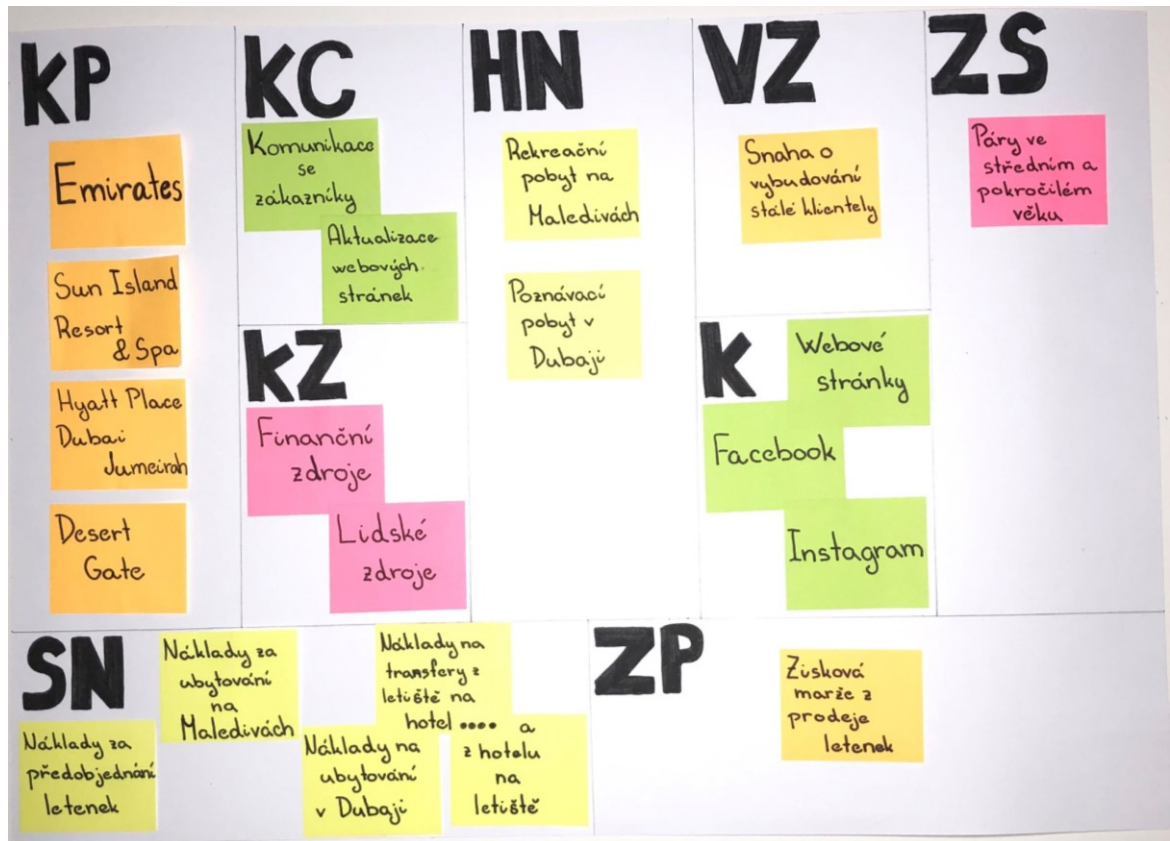 KP
Emirates
Sun Island
Resort
& Spa
Hyatt Place
Dubai
Jumeirah
Desert
Gate
KC
Komunikace
se
zákazníky
Aktualizace
webových
stránek
KZ
Finanční
zdroje
Lidské
zdroje
HN
Rekreační
pobyt na
Maledivách
Poznávací
pobyt v
Dubaji
VZ
Snaha o
vybudování
stálé klientely
K
Webové
stránky
Facebook
Instagram
ZS
Páry ve
středním a
pokročilém
věku
SN
Náklady za
předobjednání
letenek
Náklady za
ubytování
na
Maledivách
Náklady na
ubytování
v Dubaji
Náklady na
transfery z
letiště na
hotel .... a
z hotelu
na
letiště
ZP
Zisková
marže z
prodeje
letenek